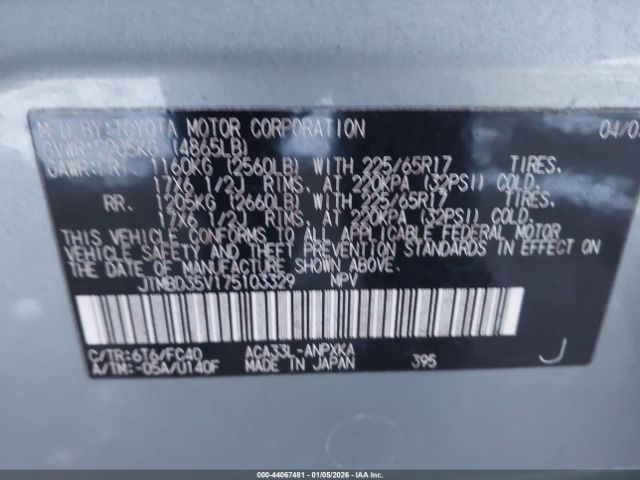 MFD.BY:TOYOTA MOTOR CORPORATION 04/0
GVWR:2205KG (4865LB)
GAWR:FRT. 1160KG (2560LB) WITH 225/65R17 TIRES.
17X6 1/2J RIMS, AT 220KPA (32PSI) COLD.
RR. 1205KG (2660LB) WITH 225/65R17 TIRES,
17X6 1/2J RIMS, AT 220KPA (32PSI) COLD.
THIS VEHICLE CONFORMS TO ALL APPLICABLE FEDERAL MOTOR
VEHICLE SAFETY AND THEFT PREVENTION STANDARDS IN EFFECT ON
THE DATE OF MANUFACTURE SHOWN ABOVE.
JTMBD35V175103329 MPV
C/TR:6T6/FC40 ACA33L-ANPXKA
A/TM:-05A/U140F MADE IN JAPAN 395 J
000-44067481 | 01/05/2026 - COPYRIGHT IAA, LLC.